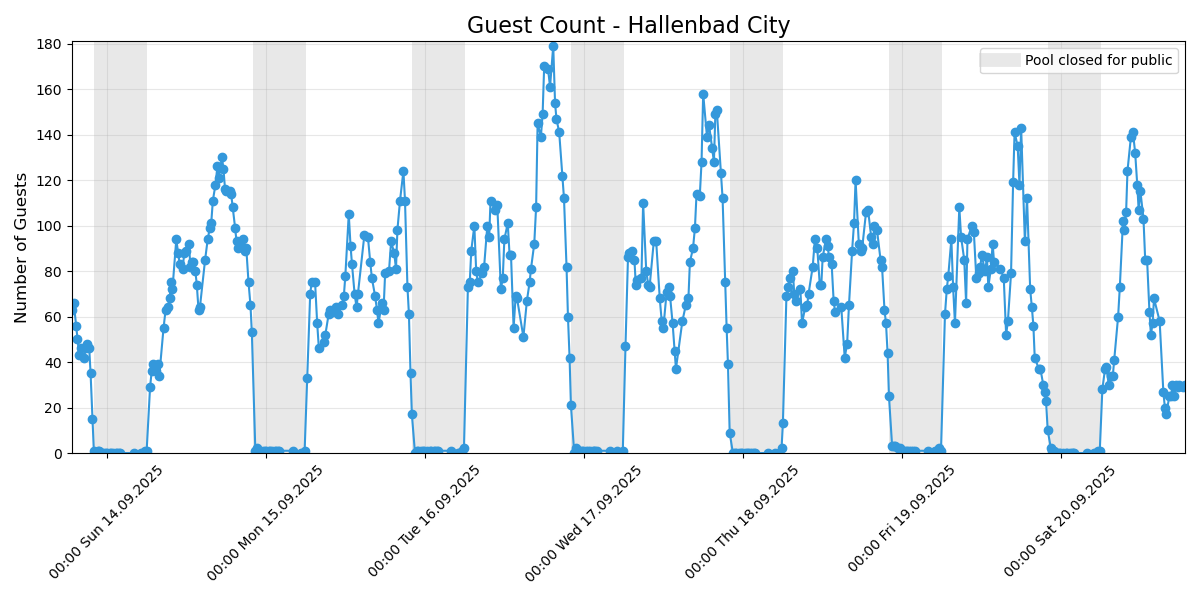 Guest Count - Hallenbad City
Pool closed for public
Number of Guests
180
160
140
120
100
80
60
40
20
0
00:00 Sun 14.09.2025
00:00 Mon 15.09.2025
00:00 Tue 16.09.2025
00:00 Wed 17.09.2025
00:00 Thu 18.09.2025
00:00 Fri 19.09.2025
00:00 Sat 20.09.2025